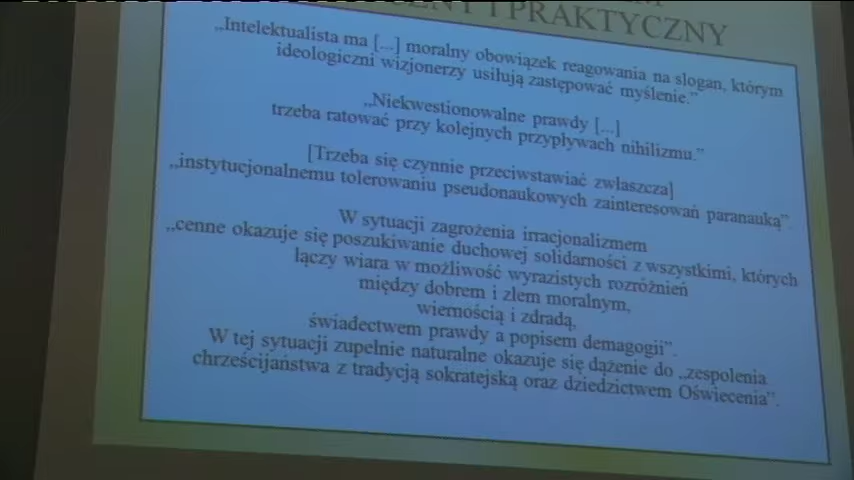 I PRAKTYCZNY
„Intelektualista ma [...] moralny obowiązek reagowania na slogan, którym
ideologiczni wizjonerzy usiłują zastępować myślenie.”
„Niekwestionowalne prawdy [...]
trzeba ratować przy kolejnych przypływach nihilizmu.”
[Trzeba się czynnie przeciwstawiać zwłaszcza]
„instytucjonalnemu tolerowaniu pseudonaukowych zainteresowań paranauką”.
W sytuacji zagrożenia irracjonalizmem
„cenne okazuje się poszukiwanie duchowej solidarności z wszystkimi, których
łączy wiara w możliwość wyrazistych rozróżnień
między dobrem i złem moralnym,
wiernością i zdradą,
świadectwem prawdy a popisem demagogii”.
W tej sytuacji zupełnie naturalne okazuje się dążenie do „zespolenia
chrześcijaństwa z tradycją sokratejską oraz dziedzictwem Oświecenia”.